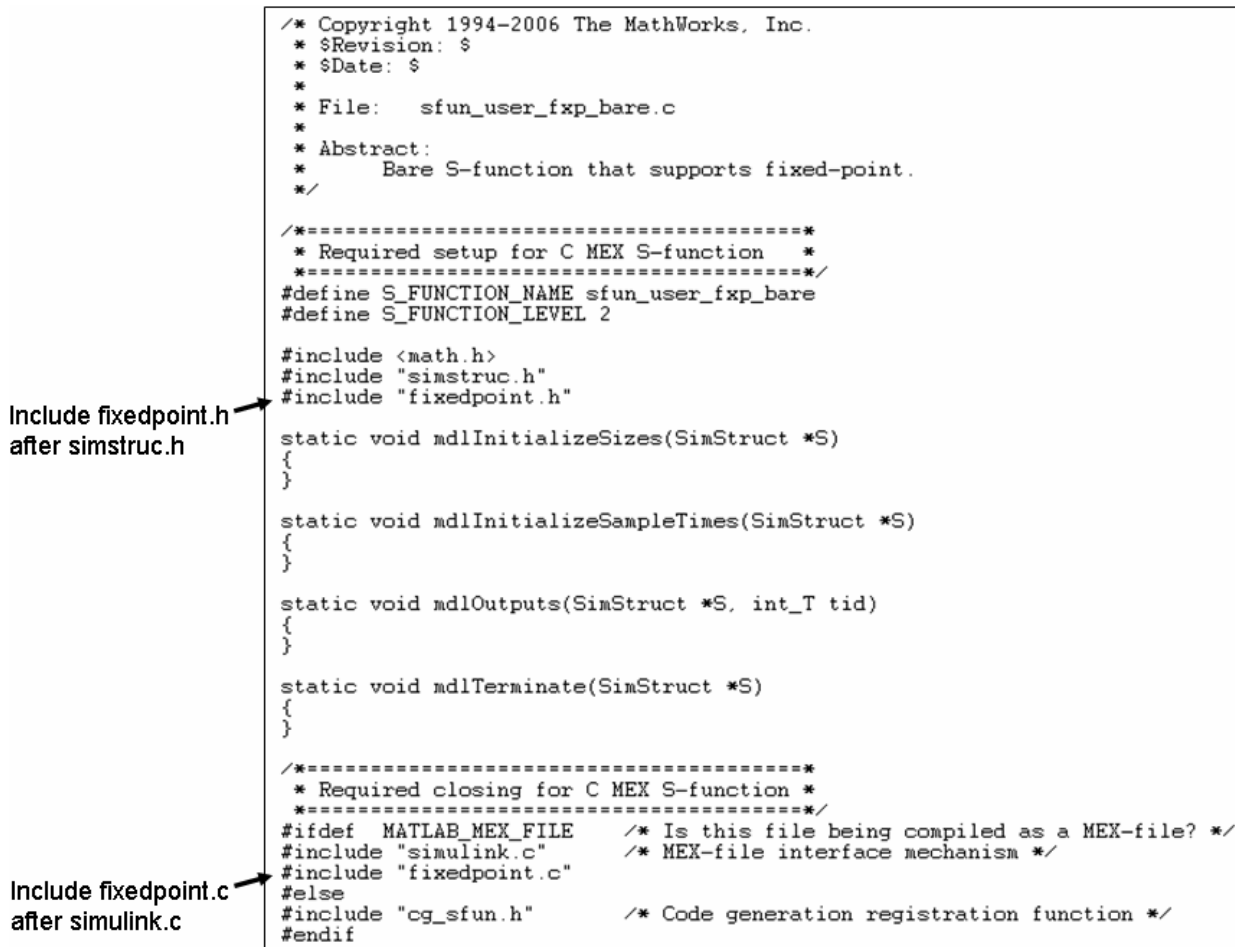 /* Copyright 1994-2006 The MathWorks, Inc.
 * $Revision: $
 * $Date: $
 *
 * File:   sfun_user_fxp_bare.c
 *
 * Abstract:
 *      Bare S-function that supports fixed-point.
 */

/*=======================================*
 * Required setup for C MEX S-function   *
 *=======================================*/
#define S_FUNCTION_NAME sfun_user_fxp_bare
#define S_FUNCTION_LEVEL 2

#include <math.h>
#include "simstruc.h"
#include "fixedpoint.h"
Include fixedpoint.h
after simstruc.h

static void mdlInitializeSizes(SimStruct *S)
{
}

static void mdlInitializeSampleTimes(SimStruct *S)
{
}

static void mdlOutputs(SimStruct *S, int_T tid)
{
}

static void mdlTerminate(SimStruct *S)
{
}

/*=======================================*
 * Required closing for C MEX S-function *
 *=======================================*/
#ifdef  MATLAB_MEX_FILE    /* Is this file being compiled as a MEX-file? */
#include "simulink.c"      /* MEX-file interface mechanism */
#include "fixedpoint.c"
Include fixedpoint.c
after simulink.c
#else
#include "cg_sfun.h"       /* Code generation registration function */
#endif